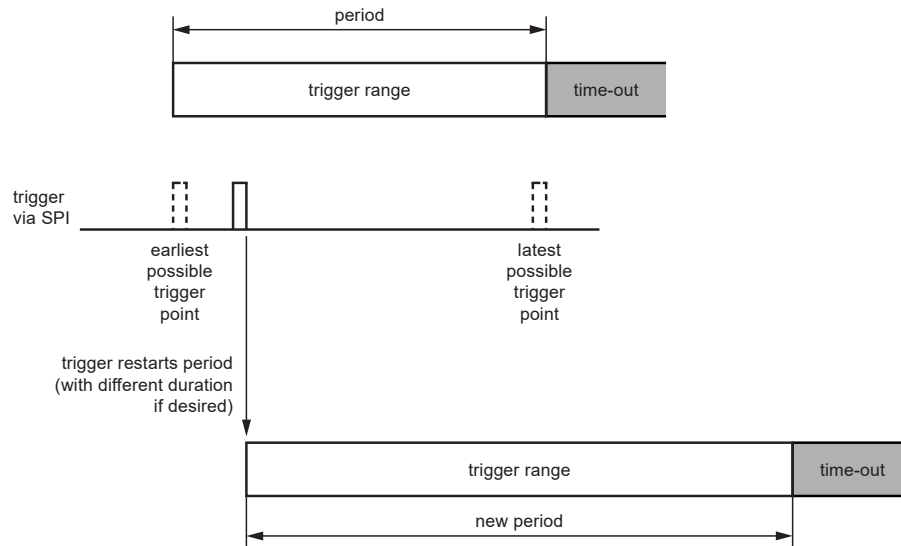 period
trigger range
time-out
trigger
via SPI
earliest
possible
trigger
point
latest
possible
trigger
point
trigger restarts period
(with different duration
if desired)
trigger range
time-out
new period